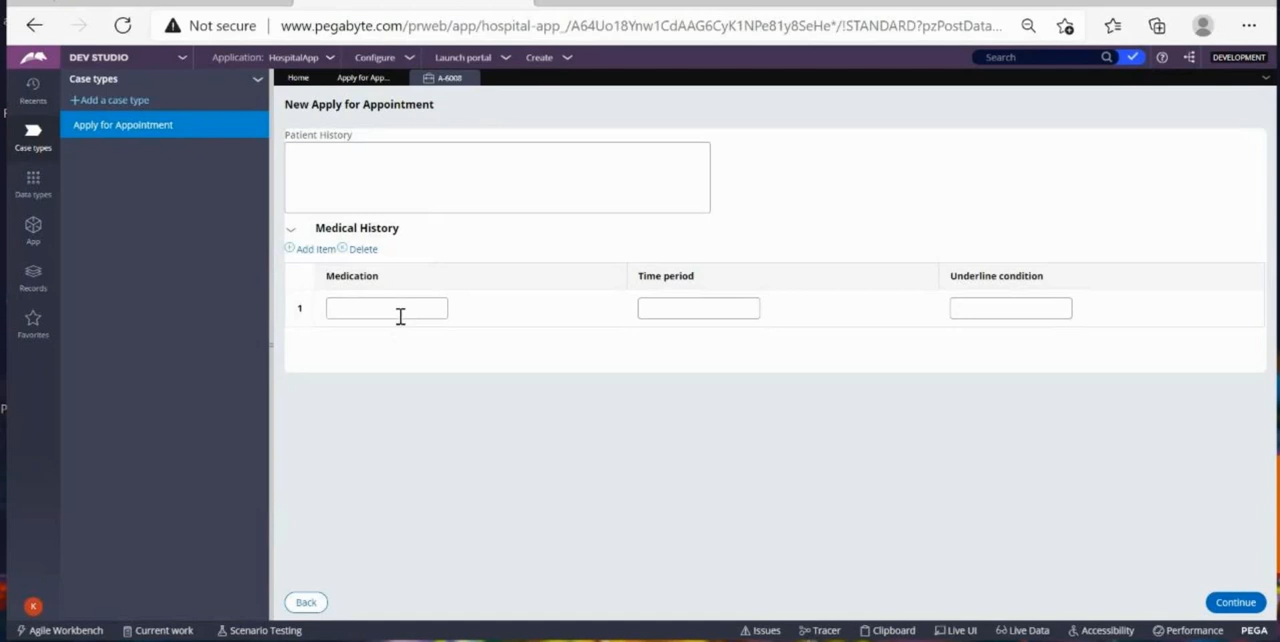 Not secure www.pegabyte.com/prweb/app/hospital-app_/A64Uo18Ynw1CdAAG6CyK1NPe81y8SeHe*/!STANDARD?pzPostData...
DEV STUDIO Application: HospitalApp Configure Launch portal Create Search DEVELOPMENT
Recents
Case types
Data types
App
Records
Favorites
K
Case types
+Add a case type
Apply for Appointment
Home Apply for App... A-6008
New Apply for Appointment
Patient History
Medical History
Add item Delete
Medication Time period Underline condition
1
Back Continue
Agile Workbench Current work Scenario Testing Issues Tracer Clipboard Live UI Live Data Accessibility Performance PEGA